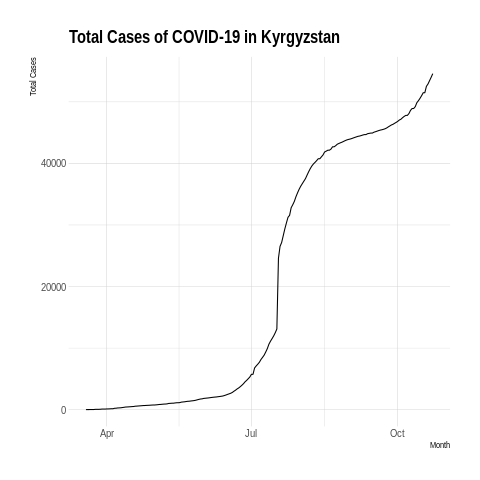 Total Cases of COVID-19 in Kyrgyzstan
Total Cases
40000
20000
0
Apr Jul Oct
Month